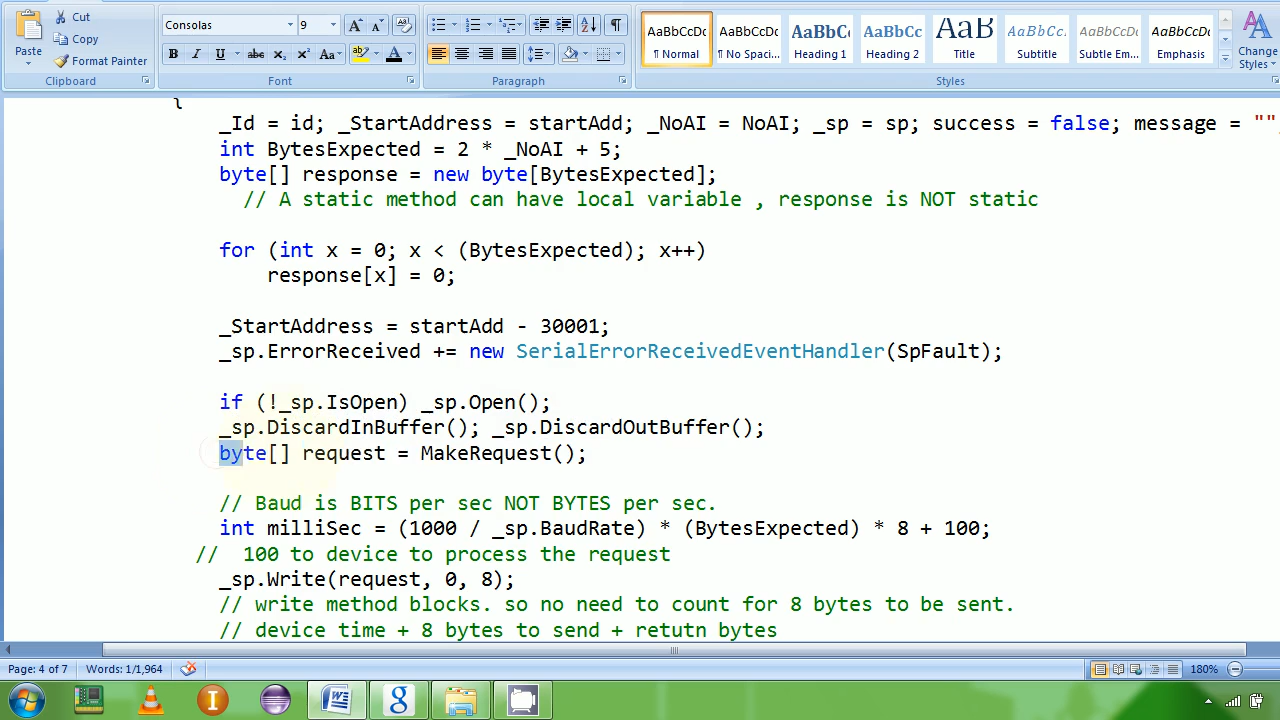 Cut
Copy
Format Painter
Paste
Clipboard
Consolas
9
B I U abc x₂ x² Aa
ab A
Font
Paragraph
AaBbCcDc
¶ Normal
AaBbCcDc
¶ No Spaci...
AaBbCc
Heading 1
AaBbCc
Heading 2
AaB
Title
AaBbCc.
Subtitle
AaBbCcD
Subtle Em...
AaBbCcD
Emphasis
Change
Styles
Styles
{
_Id = id; _StartAddress = startAdd; _NoAI = NoAI; _sp = sp; success = false; message = ""
int BytesExpected = 2 * _NoAI + 5;
byte[] response = new byte[BytesExpected];
// A static method can have local variable , response is NOT static
for (int x = 0; x < (BytesExpected); x++)
response[x] = 0;
_StartAddress = startAdd - 30001;
_sp.ErrorReceived += new SerialErrorReceivedEventHandler(SpFault);
if (!_sp.IsOpen) _sp.Open();
_sp.DiscardInBuffer(); _sp.DiscardOutBuffer();
byte[] request = MakeRequest();
// Baud is BITS per sec NOT BYTES per sec.
int milliSec = (1000 / _sp.BaudRate) * (BytesExpected) * 8 + 100;
// 100 to device to process the request
_sp.Write(request, 0, 8);
// write method blocks. so no need to count for 8 bytes to be sent.
// device time + 8 bytes to send + retutn bytes
Page: 4 of 7
Words: 1/1,964
180%